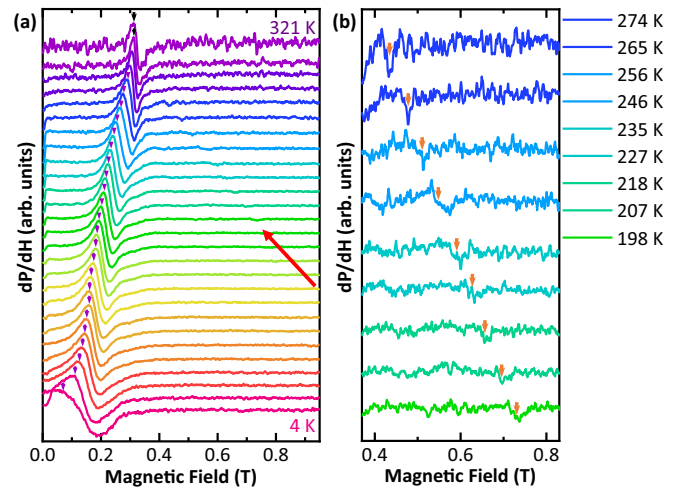 (a)
321 K
4 K
dP/dH (arb. units)
0.0 0.2 0.4 0.6 0.8
Magnetic Field (T)
(b)
dP/dH (arb. units)
0.4 0.6 0.8
Magnetic Field (T)
274 K
265 K
256 K
246 K
235 K
227 K
218 K
207 K
198 K